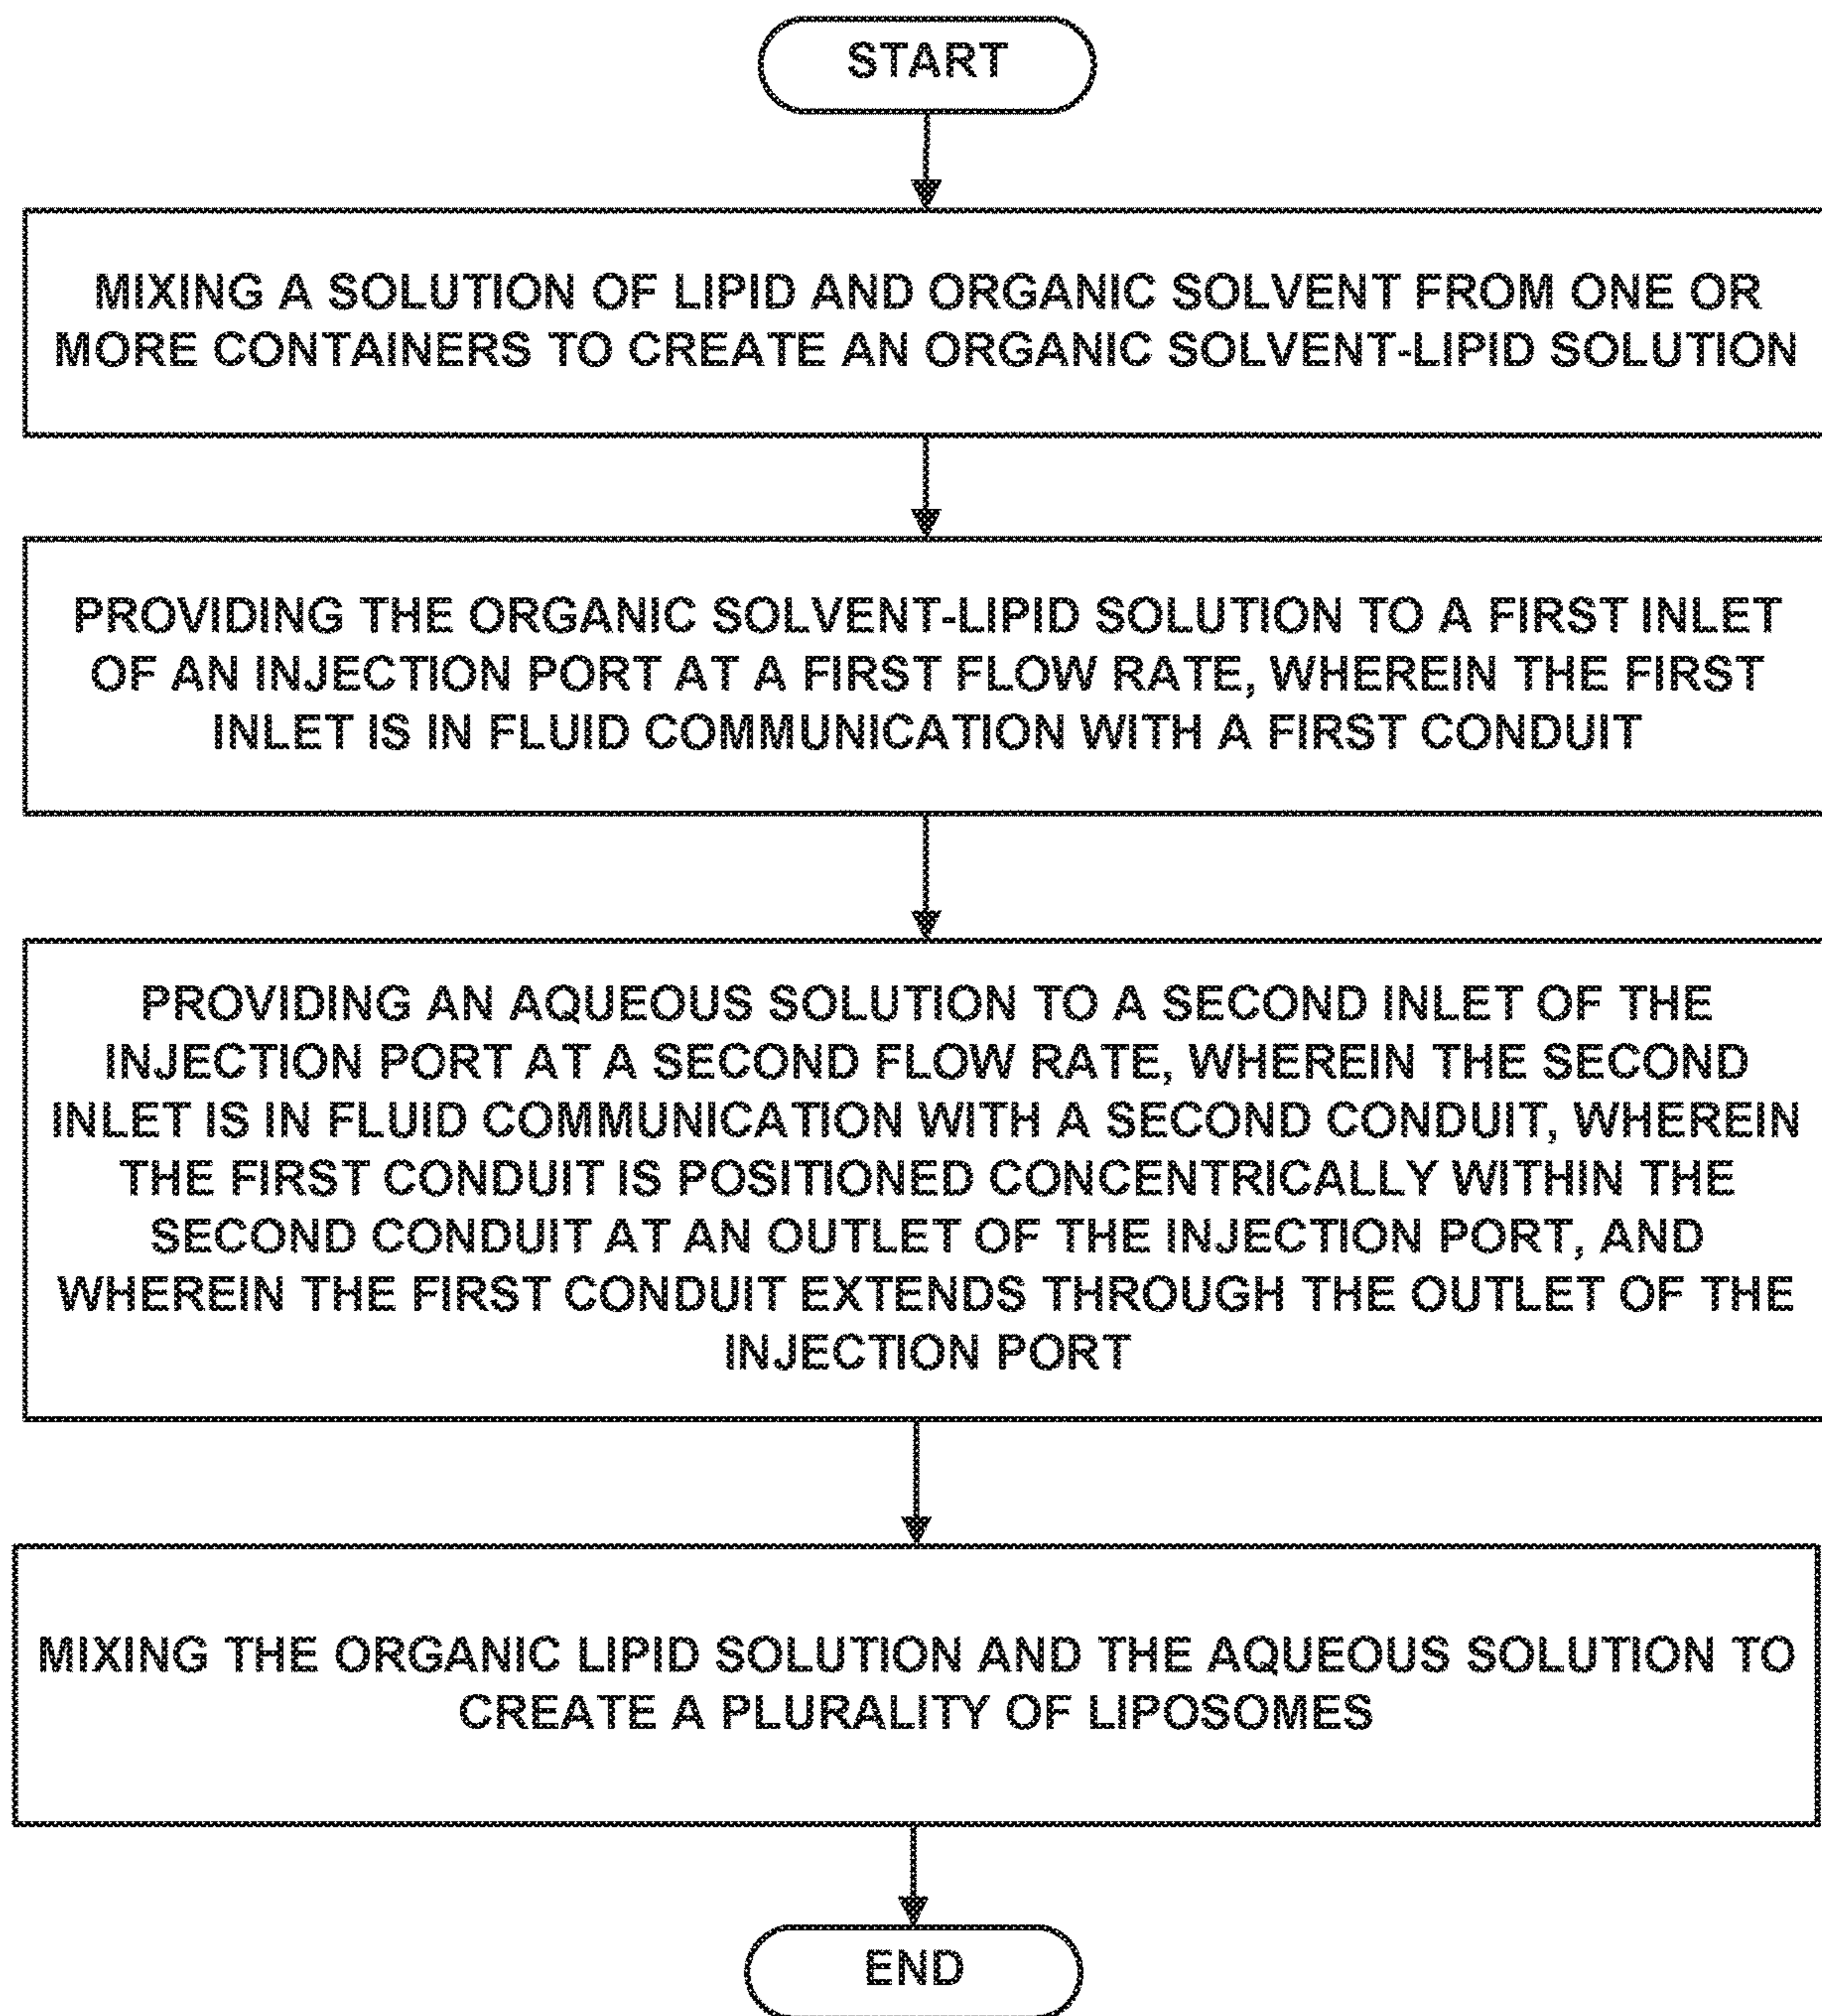 START
MIXING A SOLUTION OF LIPID AND ORGANIC SOLVENT FROM ONE OR
MORE CONTAINERS TO CREATE AN ORGANIC SOLVENT-LIPID SOLUTION
PROVIDING THE ORGANIC SOLVENT-LIPID SOLUTION TO A FIRST INLET
OF AN INJECTION PORT AT A FIRST FLOW RATE, WHEREIN THE FIRST
INLET IS IN FLUID COMMUNICATION WITH A FIRST CONDUIT
PROVIDING AN AQUEOUS SOLUTION TO A SECOND INLET OF THE
INJECTION PORT AT A SECOND FLOW RATE, WHEREIN THE SECOND
INLET IS IN FLUID COMMUNICATION WITH A SECOND CONDUIT, WHEREIN
THE FIRST CONDUIT IS POSITIONED CONCENTRICALLY WITHIN THE
SECOND CONDUIT AT AN OUTLET OF THE INJECTION PORT, AND
WHEREIN THE FIRST CONDUIT EXTENDS THROUGH THE OUTLET OF THE
INJECTION PORT
MIXING THE ORGANIC LIPID SOLUTION AND THE AQUEOUS SOLUTION TO
CREATE A PLURALITY OF LIPOSOMES
END